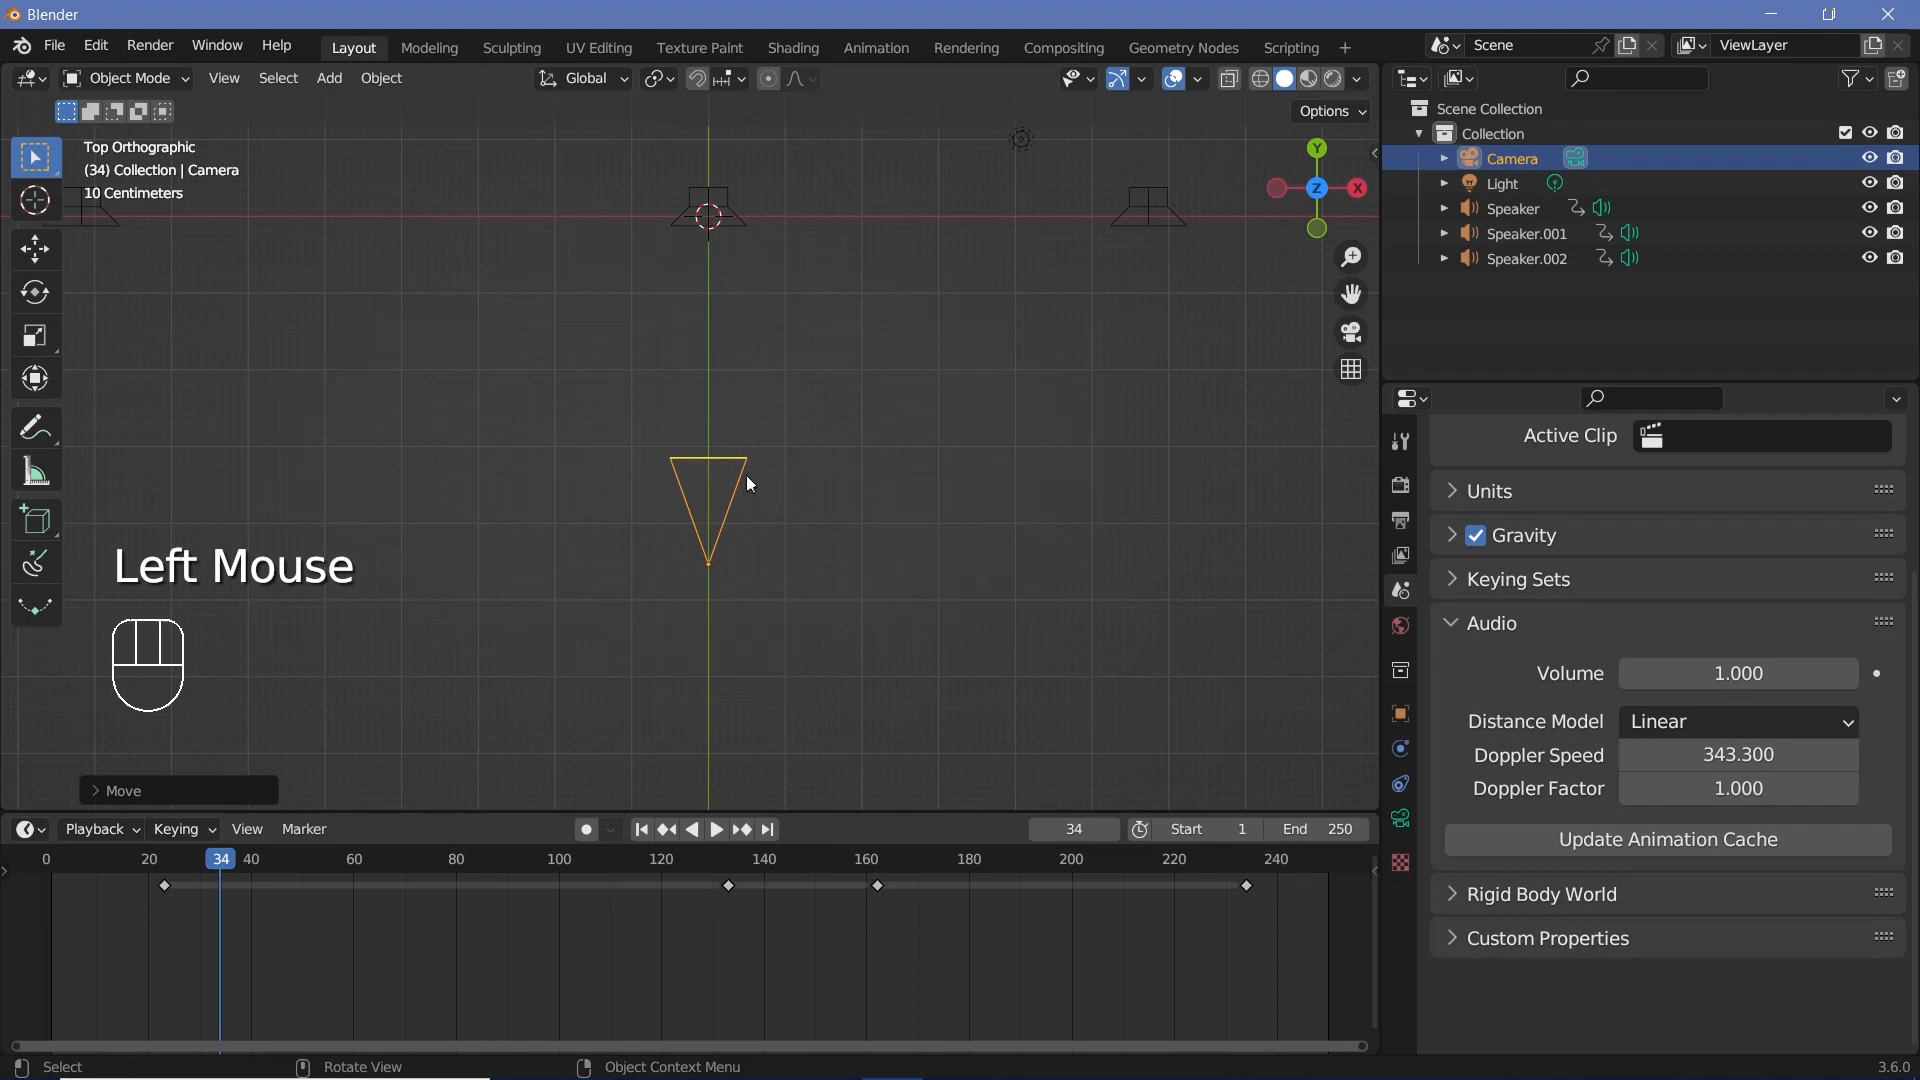 Blender
File Edit Render Window Help
Layout Modeling Sculpting UV Editing Texture Paint Shading Animation Rendering Compositing Geometry Nodes Scripting +
Scene
ViewLayer
Object Mode View Select Add Object
Global
Options
Top Orthographic
(34) Collection | Camera
10 Centimeters
Y
Z
X
Left Mouse
Move
Scene Collection
Collection
Camera
Light
Speaker
Speaker.001
Speaker.002
Active Clip
Units
Gravity
Keying Sets
Audio
Volume 1.000
Distance Model Linear
Doppler Speed 343.300
Doppler Factor 1.000
Update Animation Cache
Rigid Body World
Custom Properties
Playback Keying View Marker
34
Start 1 End 250
0 20 34 40 60 80 100 120 140 160 180 200 220 240
Select Rotate View Object Context Menu
3.6.0